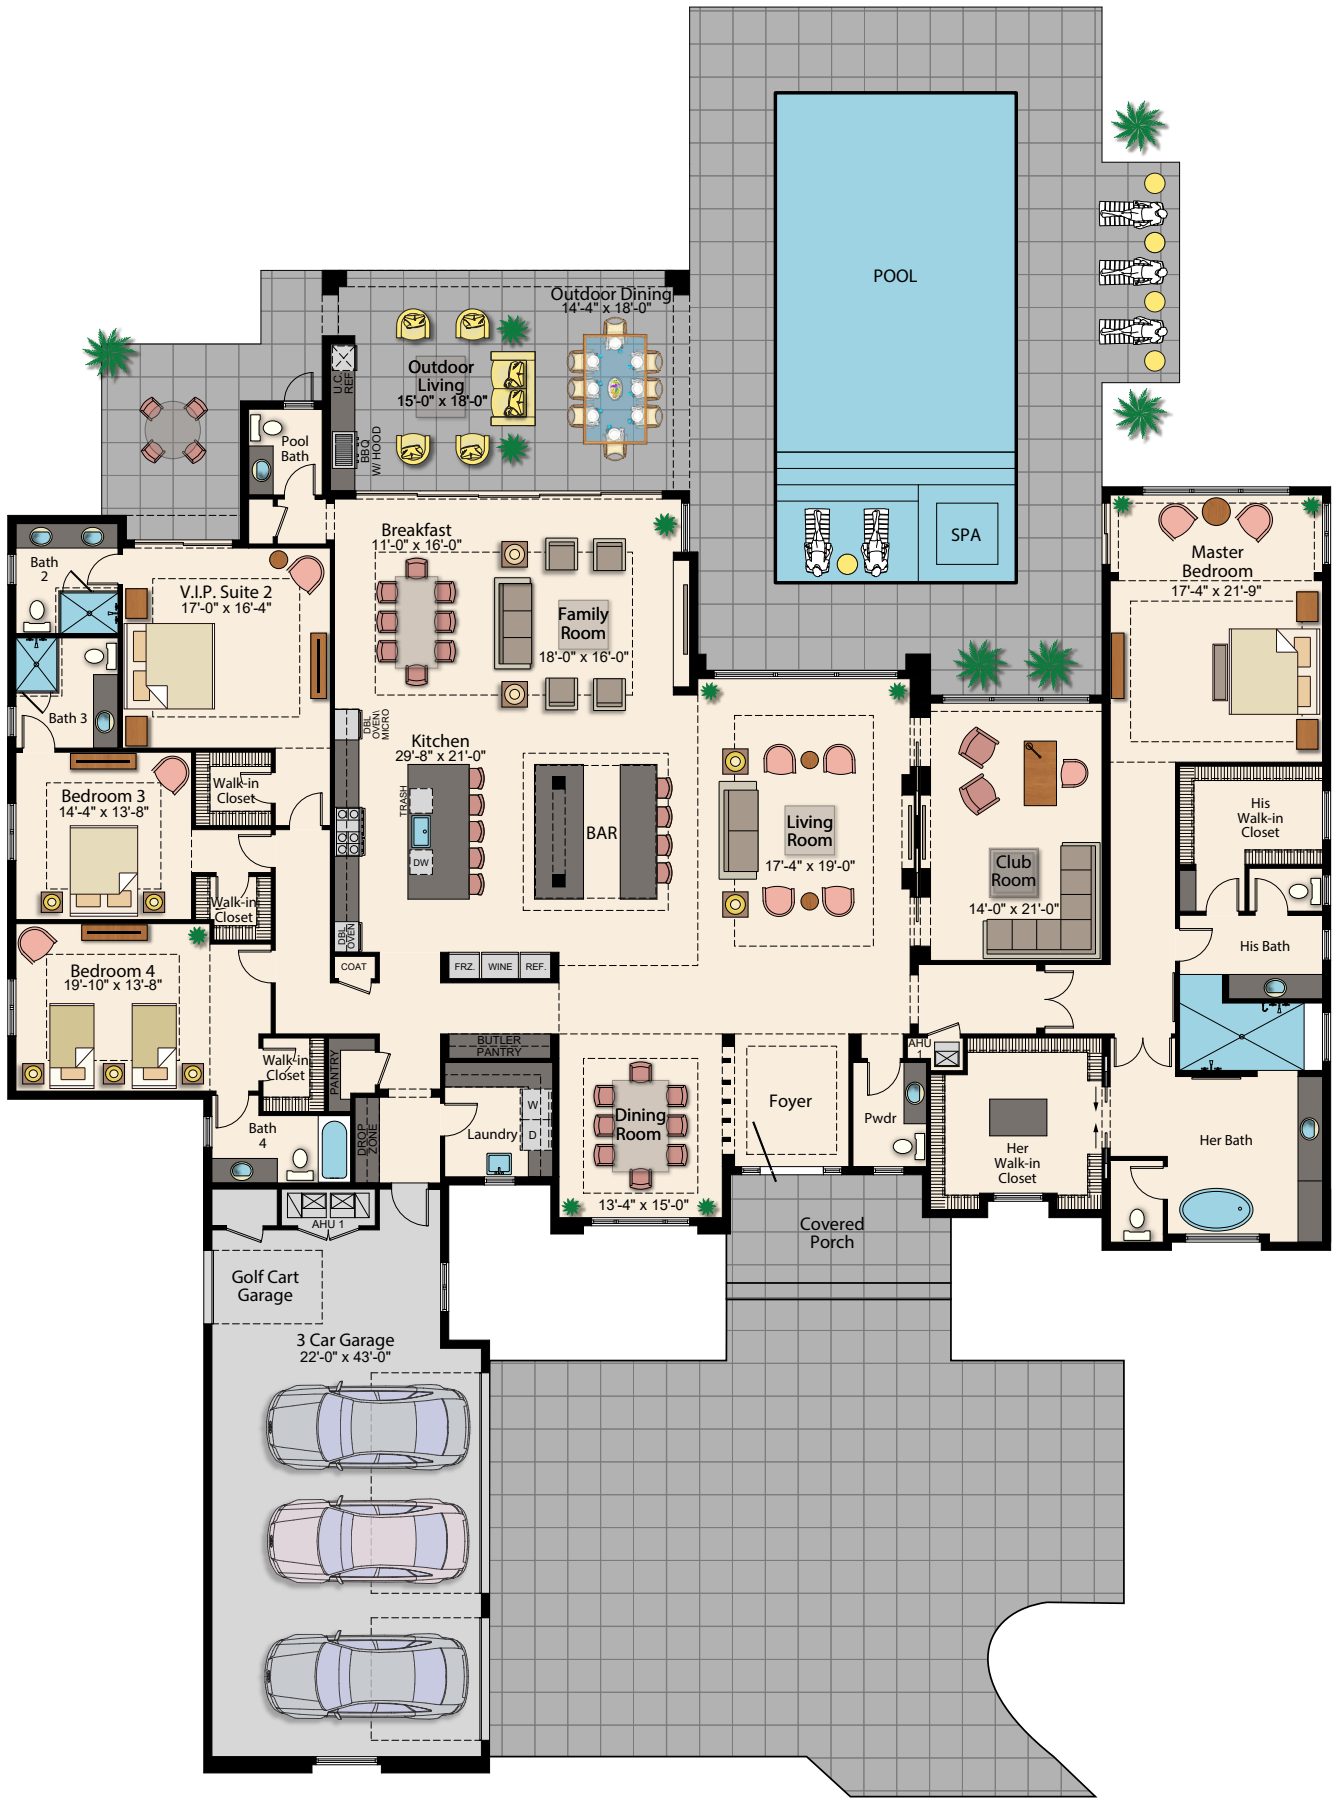 POOL
Outdoor Dining
14'-4" x 18'-0"
U.C.
REF.
Outdoor
Living
15'-0" x 18'-0"
BBQ
W/ HOOD
Pool
Bath
SPA
Breakfast
11'-0" x 16'-0"
Family
Room
18'-0" x 16'-0"
Master
Bedroom
17'-4" x 21'-9"
Bath
2
V.I.P. Suite 2
17'-0" x 16'-4"
Bath 3
DBL
OVEN\
MICRO
Kitchen
29'-8" x 21'-0"
TRASH
DW
BAR
Living
Room
17'-4" x 19'-0"
Club
Room
14'-0" x 21'-0"
His
Walk-in
Closet
Bedroom 3
14'-4" x 13'-8"
Walk-in
Closet
Walk-in
Closet
DBL
OVEN
COAT
FRZ.
WINE
REF.
His Bath
Bedroom 4
19'-10" x 13'-8"
Walk-in
Closet
PANTRY
BUTLER
PANTRY
AHU
1
Bath
4
DROP
ZONE
Laundry
W
D
Dining
Room
13'-4" x 15'-0"
Foyer
Pwdr
Her
Walk-in
Closet
Her Bath
AHU 1
Covered
Porch
Golf Cart
Garage
3 Car Garage
22'-0" x 43'-0"